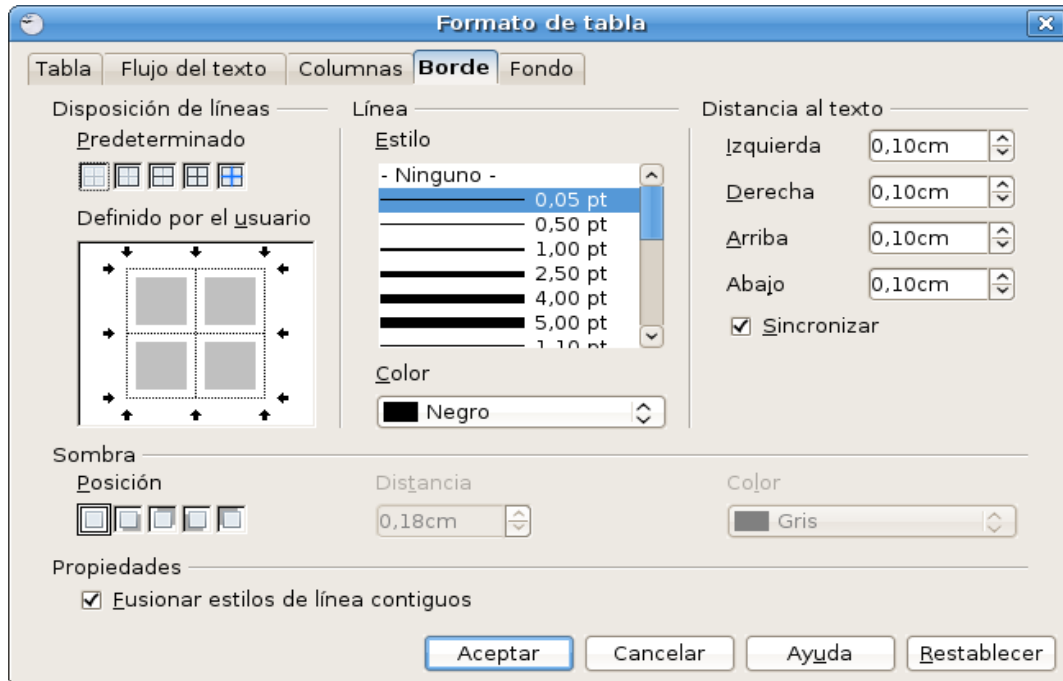 Formato de tabla
Tabla Flujo del texto Columnas Borde Fondo
Disposición de líneas
Predeterminado
Definido por el usuario
Línea
Estilo
- Ninguno -
0,05 pt
0,50 pt
1,00 pt
2,50 pt
4,00 pt
5,00 pt
1,10 pt
Color
Negro
Distancia al texto
Izquierda 0,10cm
Derecha 0,10cm
Arriba 0,10cm
Abajo 0,10cm
Sincronizar
Sombra
Posición
Distancia
0,18cm
Color
Gris
Propiedades
Fusionar estilos de línea contiguos
Aceptar Cancelar Ayuda Restablecer